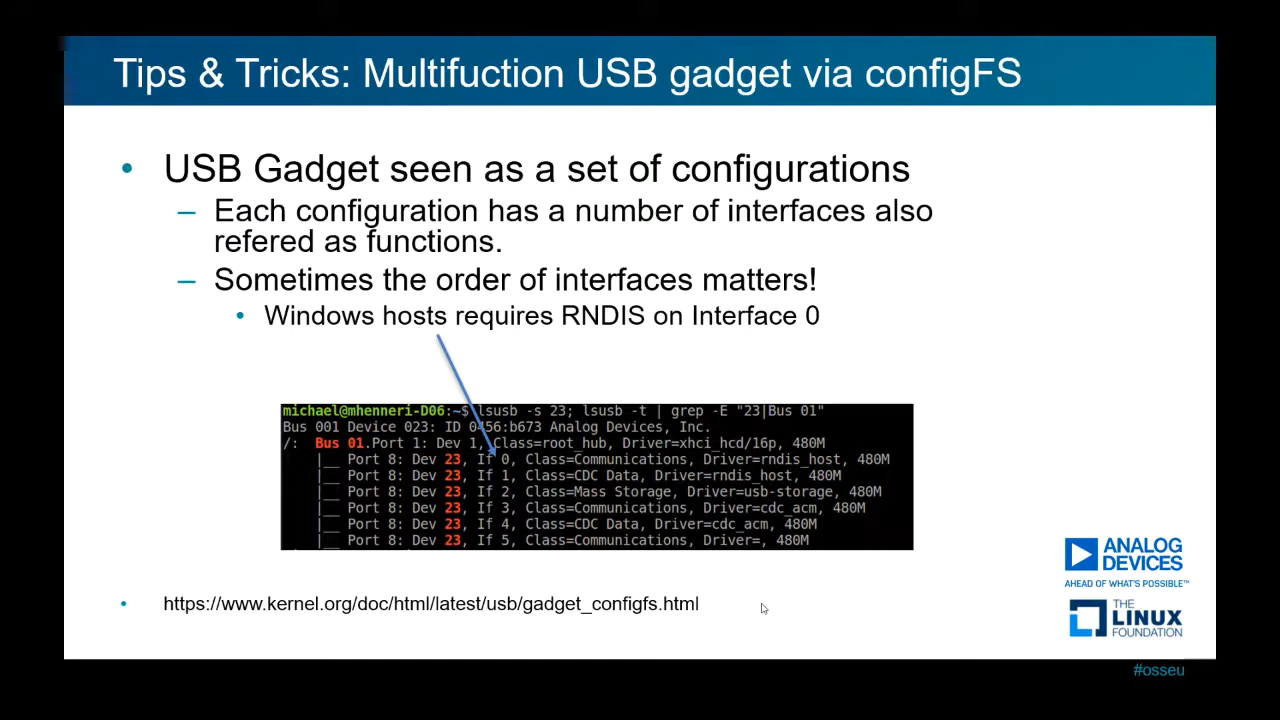 Tips & Tricks: Multifuction USB gadget via configFS
• USB Gadget seen as a set of configurations
– Each configuration has a number of interfaces also
refered as functions.
– Sometimes the order of interfaces matters!
• Windows hosts requires RNDIS on Interface 0
michael@mhenneri-D06:~$ lsusb -s 23; lsusb -t | grep -E "23|Bus 01"
Bus 001 Device 023: ID 0456:b673 Analog Devices, Inc.
/:  Bus 01.Port 1: Dev 1, Class=root_hub, Driver=xhci_hcd/16p, 480M
|__ Port 8: Dev 23, If 0, Class=Communications, Driver=rndis_host, 480M
|__ Port 8: Dev 23, If 1, Class=CDC Data, Driver=rndis_host, 480M
|__ Port 8: Dev 23, If 2, Class=Mass Storage, Driver=usb-storage, 480M
|__ Port 8: Dev 23, If 3, Class=Communications, Driver=cdc_acm, 480M
|__ Port 8: Dev 23, If 4, Class=CDC Data, Driver=cdc_acm, 480M
|__ Port 8: Dev 23, If 5, Class=Communications, Driver=, 480M
• https://www.kernel.org/doc/html/latest/usb/gadget_configfs.html
ANALOG
DEVICES
AHEAD OF WHAT'S POSSIBLE™
THE
LINUX
FOUNDATION
#osseu